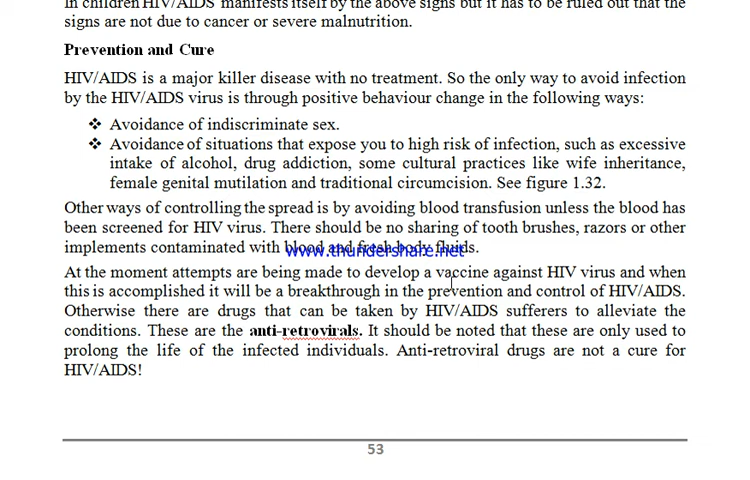 In children HIV/AIDS manifests itself by the above signs but it has to be ruled out that the
signs are not due to cancer or severe malnutrition.
Prevention and Cure
HIV/AIDS is a major killer disease with no treatment. So the only way to avoid infection
by the HIV/AIDS virus is through positive behaviour change in the following ways:
❖ Avoidance of indiscriminate sex.
❖ Avoidance of situations that expose you to high risk of infection, such as excessive
intake of alcohol, drug addiction, some cultural practices like wife inheritance,
female genital mutilation and traditional circumcision. See figure 1.32.
Other ways of controlling the spread is by avoiding blood transfusion unless the blood has
been screened for HIV virus. There should be no sharing of tooth brushes, razors or other
implements contaminated with blood and fresh body fluids.
www.thundershare.net
At the moment attempts are being made to develop a vaccine against HIV virus and when
this is accomplished it will be a breakthrough in the prevention and control of HIV/AIDS.
Otherwise there are drugs that can be taken by HIV/AIDS sufferers to alleviate the
conditions. These are the anti-retrovirals. It should be noted that these are only used to
prolong the life of the infected individuals. Anti-retroviral drugs are not a cure for
HIV/AIDS!
53